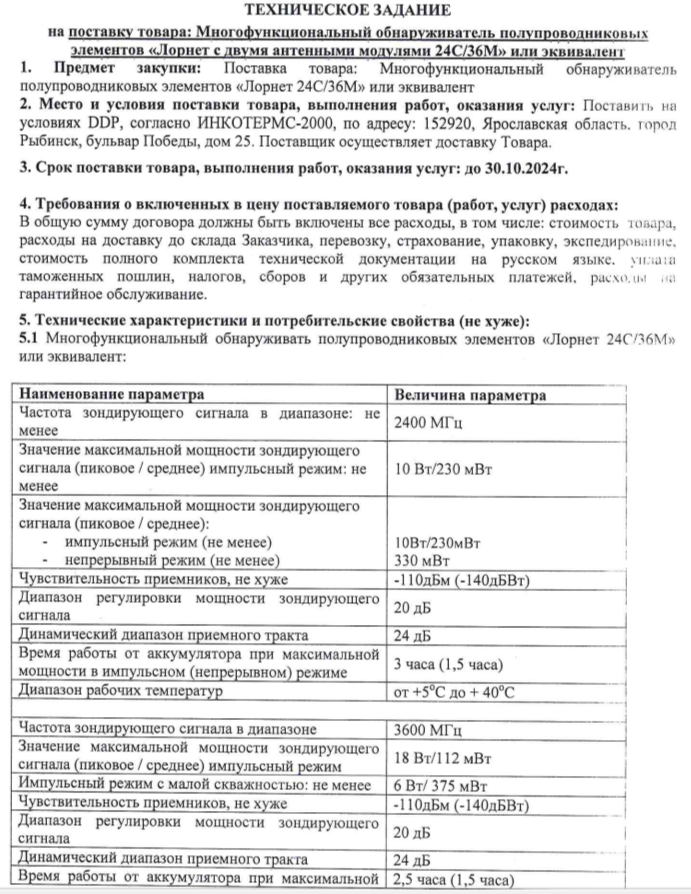 ТЕХНИЧЕСКОЕ ЗАДАНИЕ
на поставку товара: Многофункциональный обнаруживатель полупроводниковых
элементов «Лорнет с двумя антенными модулями 24С/36М» или эквивалент
1. Предмет закупки: Поставка товара: Многофункциональный обнаруживатель
полупроводниковых элементов «Лорнет 24С/36М» или эквивалент
2. Место и условия поставки товара, выполнения работ, оказания услуг: Поставить на
условиях DDP, согласно ИНКОТЕРМС-2000, по адресу: 152920, Ярославская область. город
Рыбинск, бульвар Победы, дом 25. Поставщик осуществляет доставку Товара.
3. Срок поставки товара, выполнения работ, оказания услуг: до 30.10.2024г.
4. Требования о включенных в цену поставляемого товара (работ, услуг) расходах:
В общую сумму договора должны быть включены все расходы, в том числе: стоимость товара,
расходы на доставку до склада Заказчика, перевозку, страхование, упаковку, экспедирование,
стоимость полного комплекта технической документации на русском языке. уплата
таможенных пошлин, налогов, сборов и других обязательных платежей, расходы на
гарантийное обслуживание.
5. Технические характеристики и потребительские свойства (не хуже):
5.1 Многофункциональный обнаруживать полупроводниковых элементов «Лорнет 24С/36М»
или эквивалент:
Наименование параметра Величина параметра
Частота зондирующего сигнала в диапазоне: не
менее 2400 МГц
Значение максимальной мощности зондирующего
сигнала (пиковое / среднее) импульсный режим: не 10 Вт/230 мВт
менее
Значение максимальной мощности зондирующего
сигнала (пиковое / среднее):
- импульсный режим (не менее) 10Вт/230мВт
- непрерывный режим (не менее) 330 мВт
Чувствительность приемников, не хуже -110дБм (-140дБВт)
Диапазон регулировки мощности зондирующего
сигнала 20 дБ
Динамический диапазон приемного тракта 24 дБ
Время работы от аккумулятора при максимальной
мощности в импульсном (непрерывном) режиме 3 часа (1,5 часа)
Диапазон рабочих температур от +5°С до + 40°С
Частота зондирующего сигнала в диапазоне 3600 МГц
Значение максимальной мощности зондирующего
сигнала (пиковое / среднее) импульсный режим 18 Вт/112 мВт
Импульсный режим с малой скважностью: не менее 6 Вт/ 375 мВт
Чувствительность приемников, не хуже -110дБм (-140дБВт)
Диапазон регулировки мощности зондирующего
сигнала 20 дБ
Динамический диапазон приемного тракта 24 дБ
Время работы от аккумулятора при максимальной 2,5 часа (1,5 часа)